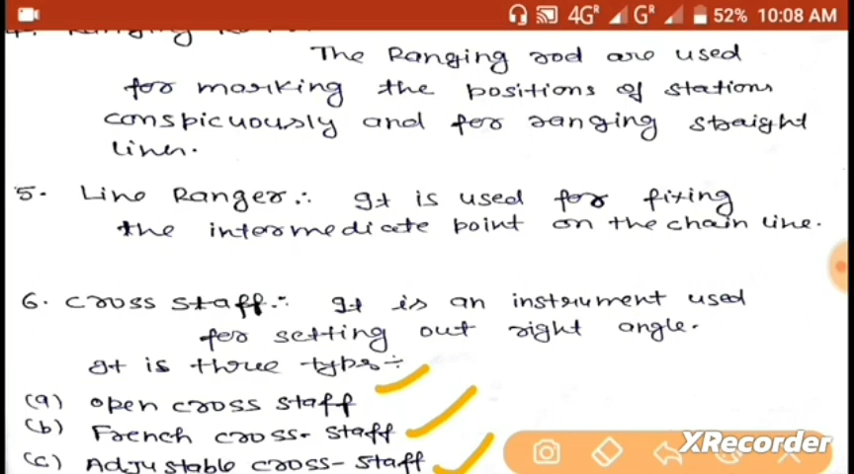 4G R G R 52% 10:08 AM
4. Ranging
The Ranging rod are used
for marking the positions of stations
conspicuously and for ranging straight
lines.
5. Line Ranger:. It is used for fixing
the intermediate point on the chain line.
6. Cross staff:. It is an instrument used
for setting out right angle.
It is three types ÷
(a) open cross staff
(b) French cross-staff
(c) Adjustable cross-staff
XRecorder